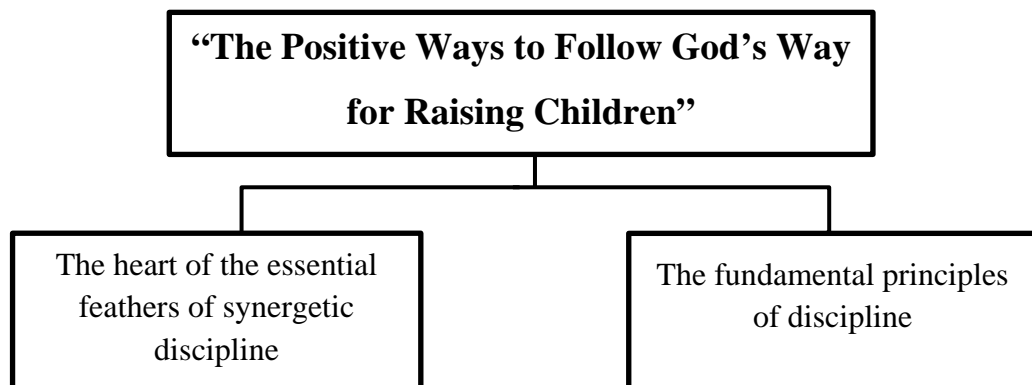 “The Positive Ways to Follow God’s Way
for Raising Children”
The heart of the essential
feathers of synergetic
discipline
The fundamental principles
of discipline